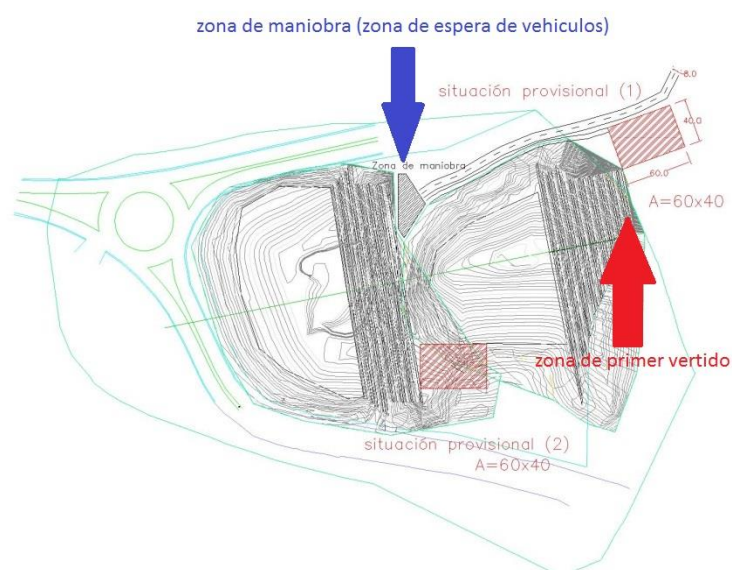 zona de maniobra (zona de espera de vehiculos)
situación provisional (1)
8.0
40.0
Zona de maniobra
60.0
A=60x40
zona de primer vertido
situación provisional (2)
A=60x40